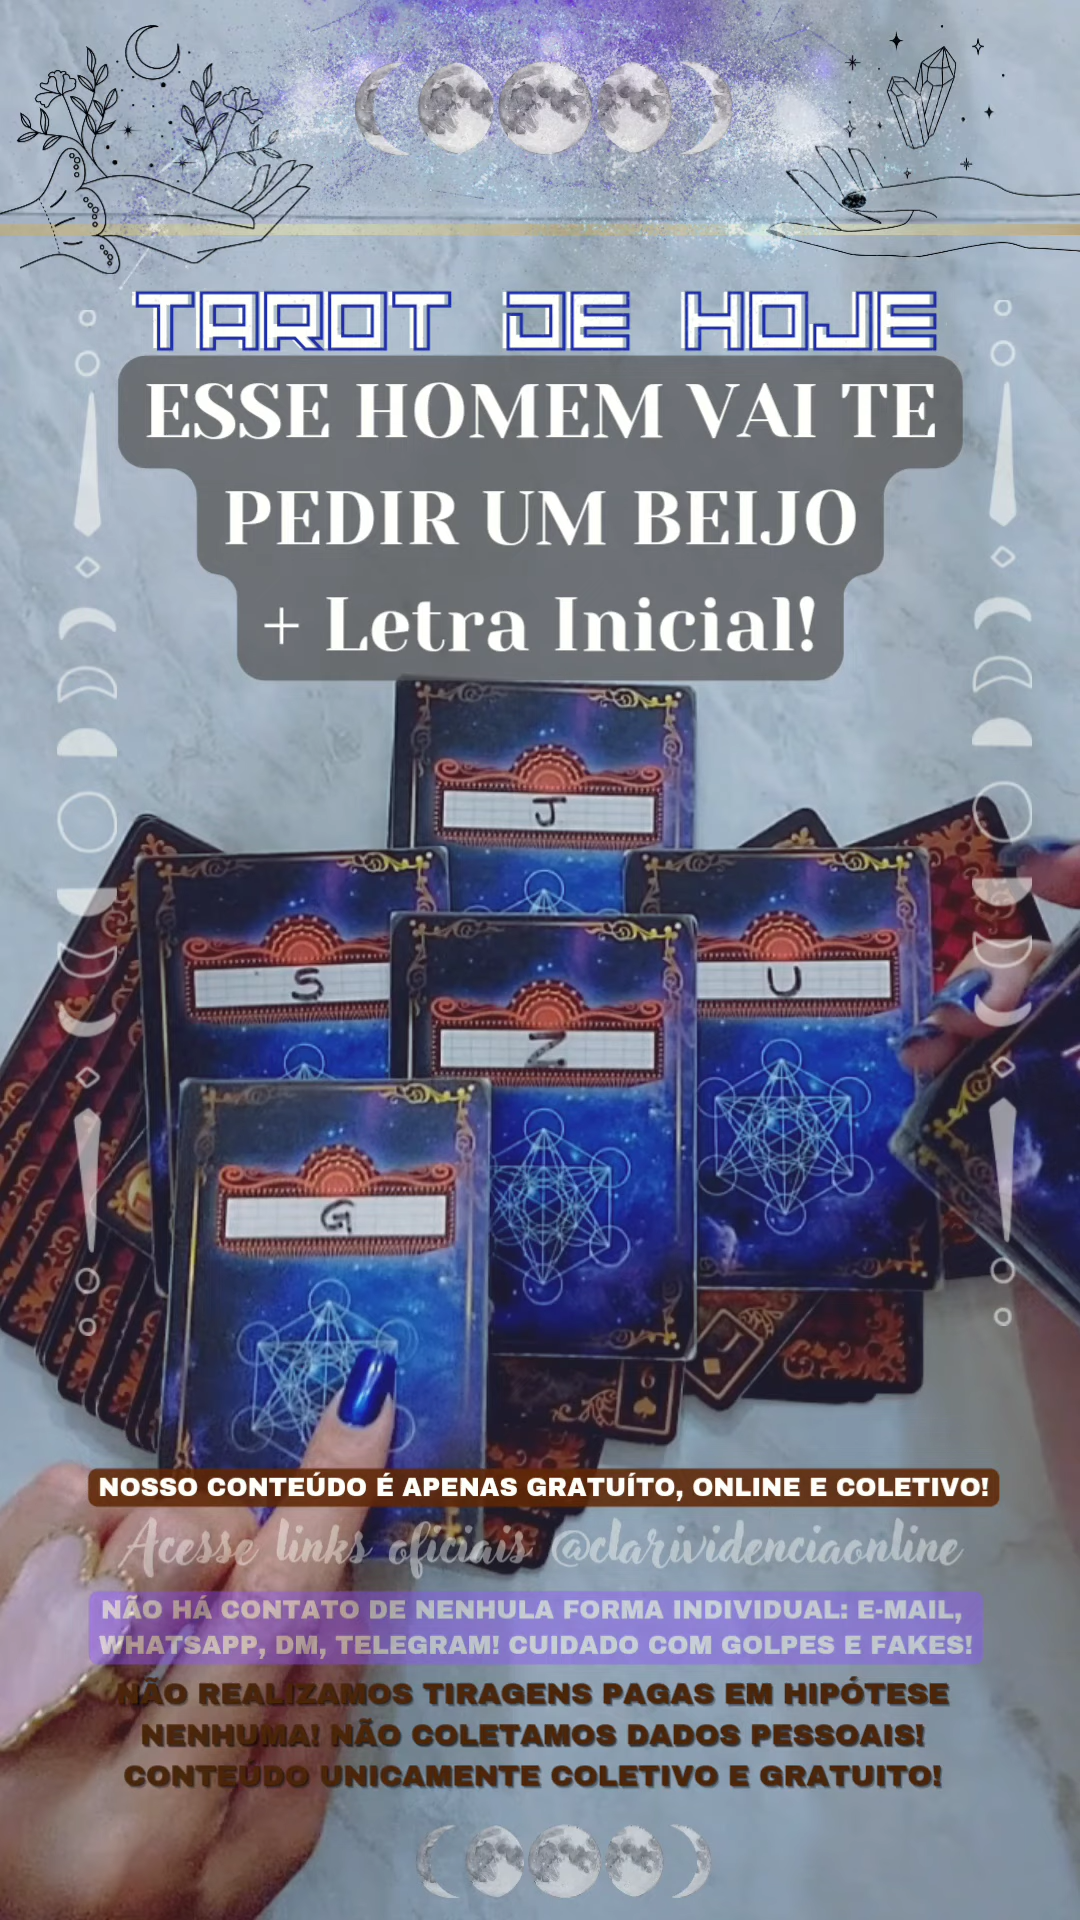 TAROT DE HOJE
ESSE HOMEM VAI TE
PEDIR UM BEIJO
+ Letra Inicial!
J
S
U
Z
G
J
6
NOSSO CONTEÚDO É APENAS GRATUÍTO, ONLINE E COLETIVO!
Acesse links oficiais @clarividenciaonline
NÃO HÁ CONTATO DE NENHULA FORMA INDIVIDUAL: E-MAIL,
WHATSAPP, DM, TELEGRAM! CUIDADO COM GOLPES E FAKES!
NÃO REALIZAMOS TIRAGENS PAGAS EM HIPÓTESE
NENHUMA! NÃO COLETAMOS DADOS PESSOAIS!
CONTEÚDO UNICAMENTE COLETIVO E GRATUITO!